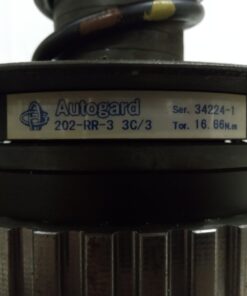 Autogard Ser. 34224-1
202-RR-3 3C/3 Tor. 16.66N.m